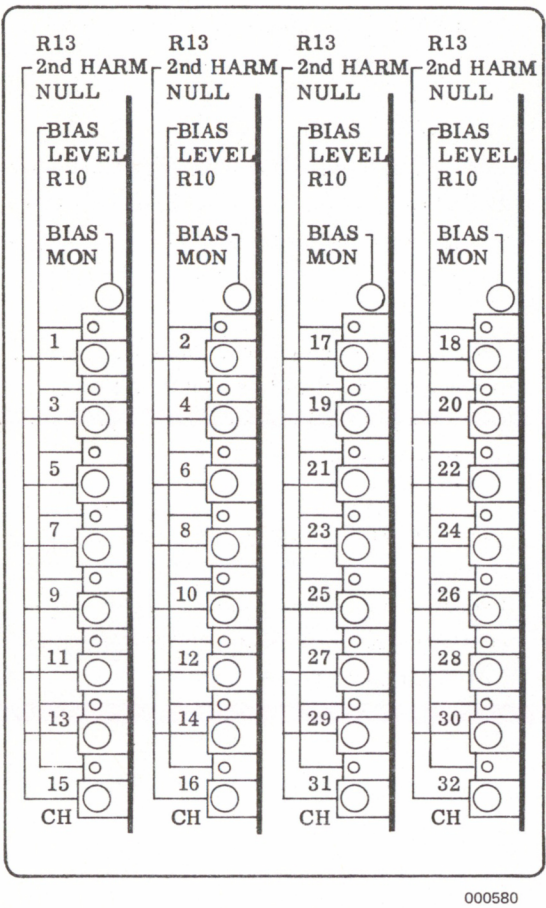 R13
2nd HARM
NULL
BIAS
LEVEL
R10
BIAS
MON
1
3
5
7
9
11
13
15
CH
R13
2nd HARM
NULL
BIAS
LEVEL
R10
BIAS
MON
2
4
6
8
10
12
14
16
CH
R13
2nd HARM
NULL
BIAS
LEVEL
R10
BIAS
MON
17
19
21
23
25
27
29
31
CH
R13
2nd HARM
NULL
BIAS
LEVEL
R10
BIAS
MON
18
20
22
24
26
28
30
32
CH
000580